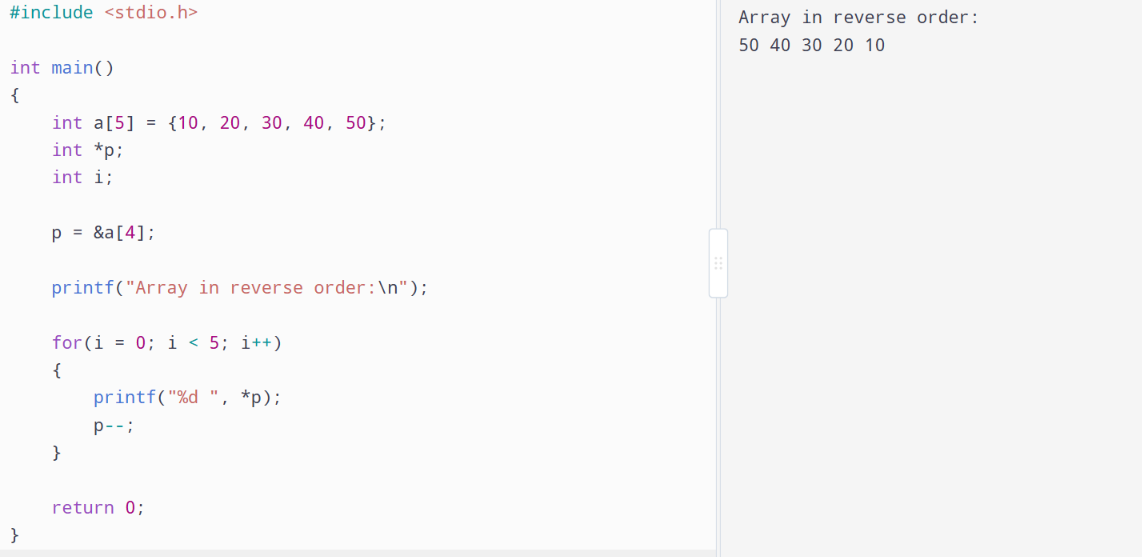 #include <stdio.h>

int main()
{
    int a[5] = {10, 20, 30, 40, 50};
    int *p;
    int i;

    p = &a[4];

    printf("Array in reverse order:\n");

    for(i = 0; i < 5; i++)
    {
        printf("%d ", *p);
        p--;
    }

    return 0;
}
Array in reverse order:
50 40 30 20 10